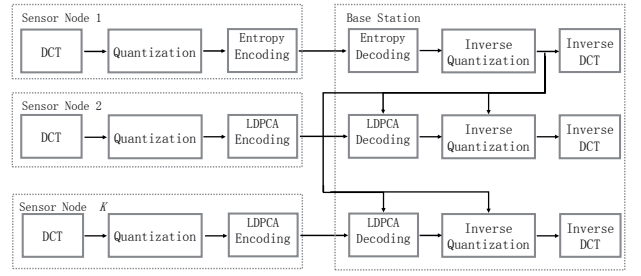 Sensor Node 1
DCT
Quantization
Entropy
Encoding
Base Station
Entropy
Decoding
Inverse
Quantization
Inverse
DCT
Sensor Node 2
DCT
Quantization
LDPCA
Encoding
LDPCA
Decoding
Inverse
Quantization
Inverse
DCT
Sensor Node K
DCT
Quantization
LDPCA
Encoding
LDPCA
Decoding
Inverse
Quantization
Inverse
DCT